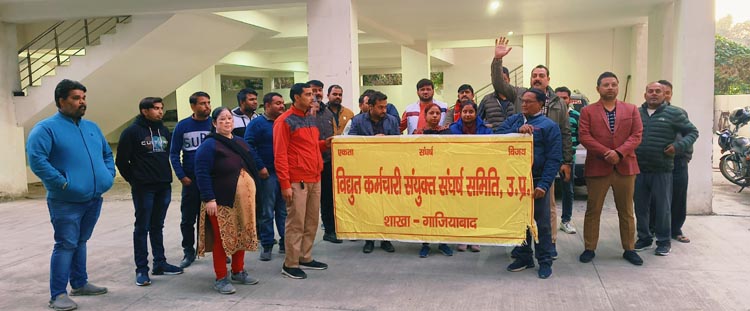 एकता संघर्ष विजय
विद्युत कर्मचारी संयुक्त संघर्ष समिति, उ.प्र.
शाखा - गाजियाबाद